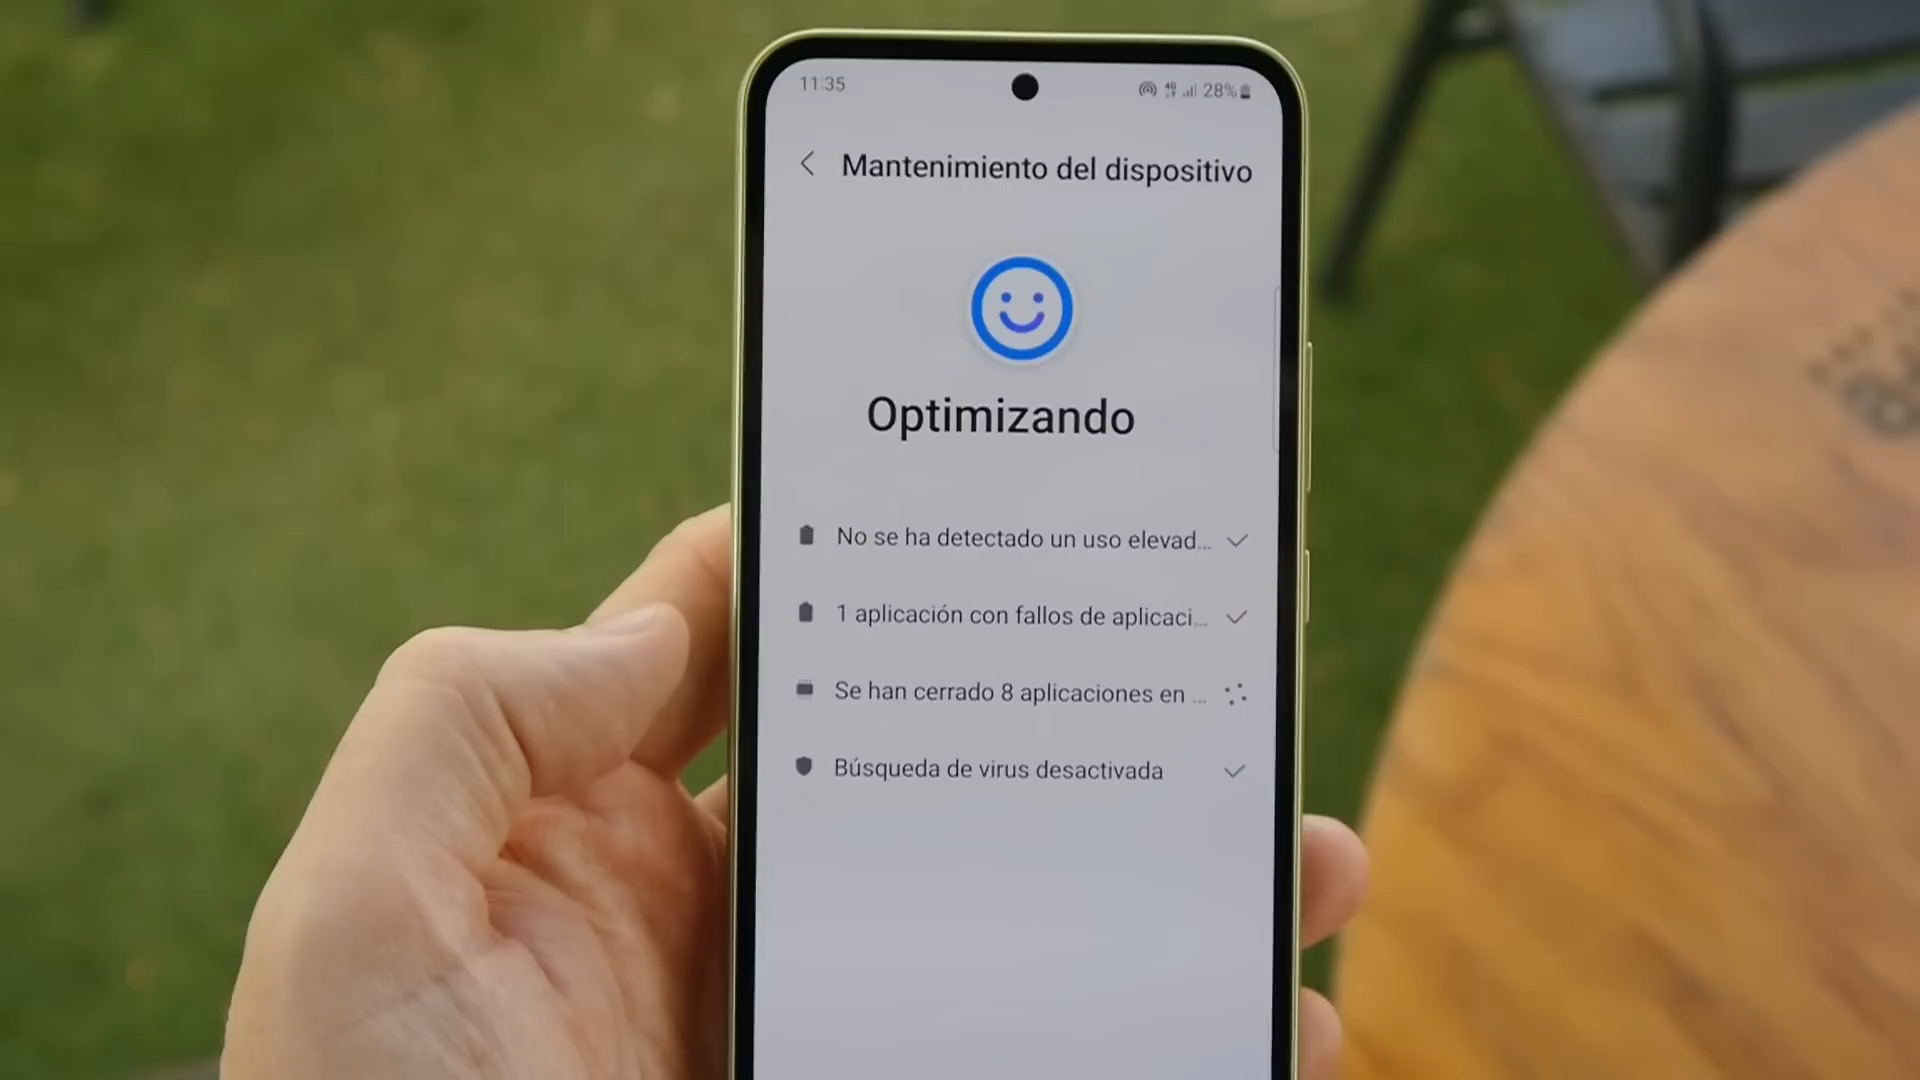 11:35
4G 28%
Mantenimiento del dispositivo
Optimizando
No se ha detectado un uso elevad...
1 aplicación con fallos de aplicaci...
Se han cerrado 8 aplicaciones en ...
Búsqueda de virus desactivada